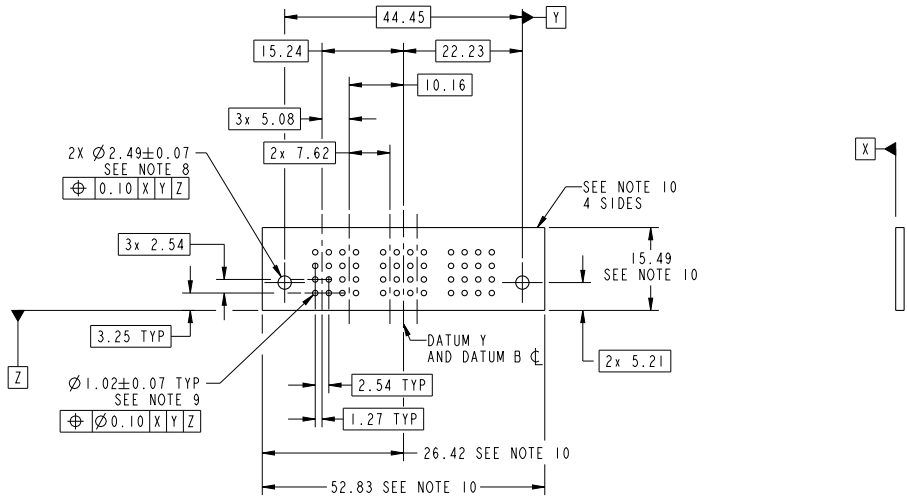 44.45
Y
15.24
22.23
10.16
3x 5.08
2x 7.62
X
2X Ø2.49±0.07
SEE NOTE 8
⌖ 0.10 X Y Z
SEE NOTE 10
4 SIDES
3x 2.54
15.49
SEE NOTE 10
3.25 TYP
Z
DATUM Y
AND DATUM B ℄
2x 5.21
Ø1.02±0.07 TYP
SEE NOTE 9
⌖ Ø0.10 X Y Z
2.54 TYP
1.27 TYP
26.42 SEE NOTE 10
52.83 SEE NOTE 10